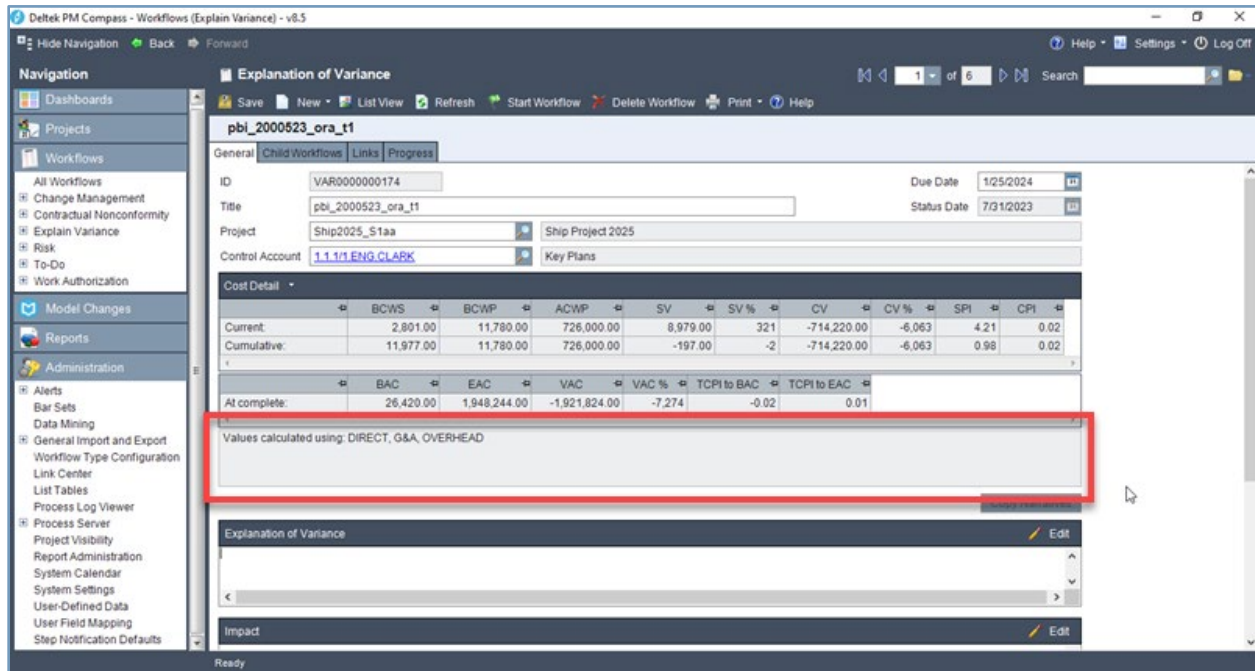 Deltek PM Compass - Workflows (Explain Variance) - v8.5
Hide Navigation Back Forward Help Settings Log Off
Navigation
Dashboards
Projects
Workflows
All Workflows
Change Management
Contractual Nonconformity
Explain Variance
Risk
To-Do
Work Authorization
Model Changes
Reports
Administration
Alerts
Bar Sets
Data Mining
General Import and Export
Workflow Type Configuration
Link Center
List Tables
Process Log Viewer
Process Server
Project Visibility
Report Administration
System Calendar
System Settings
User-Defined Data
User Field Mapping
Step Notification Defaults
Explanation of Variance 1 of 6 Search
Save New List View Refresh Start Workflow Delete Workflow Print Help
pbi_2000523_ora_t1
General Child Workflows Links Progress
ID VAR0000000174 Due Date 1/25/2024
Title pbi_2000523_ora_t1 Status Date 7/31/2023
Project Ship2025_S1aa Ship Project 2025
Control Account 1.1.1/1.ENG.CLARK Key Plans
Cost Detail
BCWS BCWP ACWP SV SV % CV CV % SPI CPI
Current: 2,801.00 11,780.00 726,000.00 8,979.00 321 -714,220.00 -6,063 4.21 0.02
Cumulative: 11,977.00 11,780.00 726,000.00 -197.00 -2 -714,220.00 -6,063 0.98 0.02
BAC EAC VAC VAC % TCPI to BAC TCPI to EAC
At complete: 26,420.00 1,948,244.00 -1,921,824.00 -7,274 -0.02 0.01
Values calculated using: DIRECT, G&A, OVERHEAD
Copy Narratives
Explanation of Variance Edit
Impact Edit
Ready